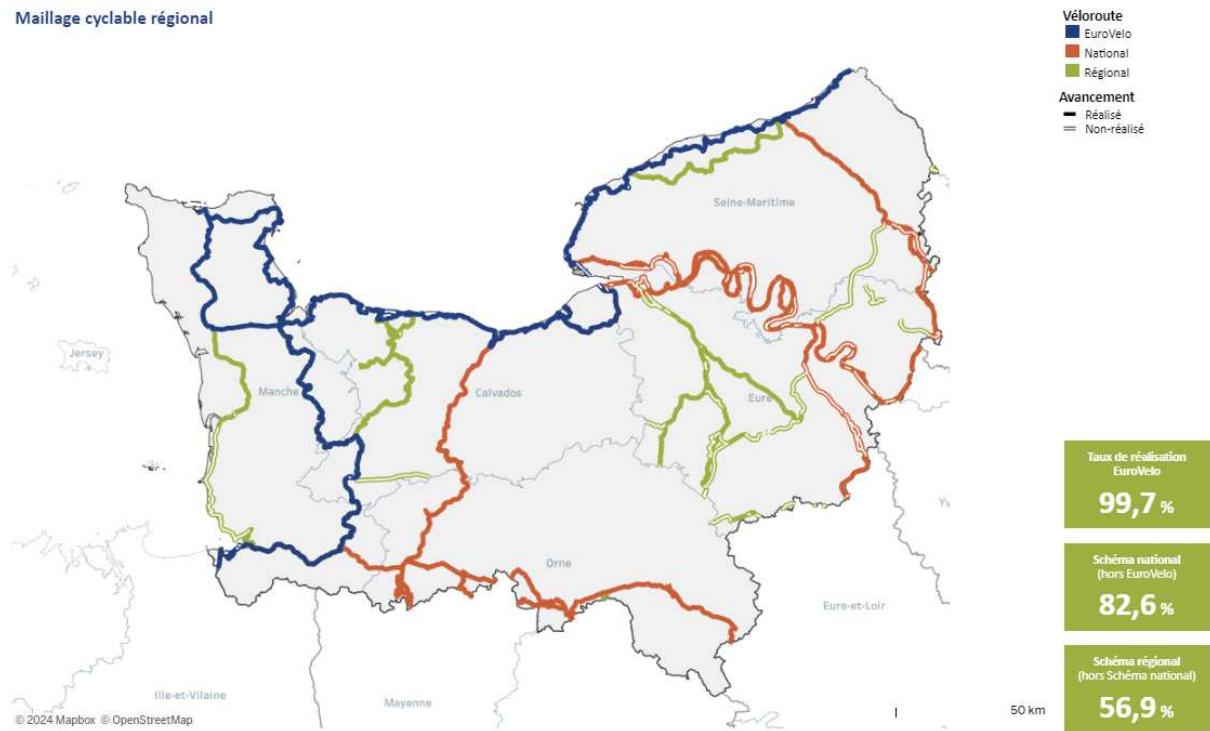 Maillage cyclable régional
Véloroute
EuroVelo
National
Régional
Avancement
Réalisé
Non-réalisé
Seine-Maritime
Jersey
Manche
Calvados
Eure
Orne
Eure-et-Loir
Ille-et-Vilaine
Mayenne
Taux de réalisation
EuroVelo
99,7 %
Schéma national
(hors EuroVelo)
82,6 %
Schéma régional
(hors Schéma national)
56,9 %
50 km
© 2024 Mapbox © OpenStreetMap